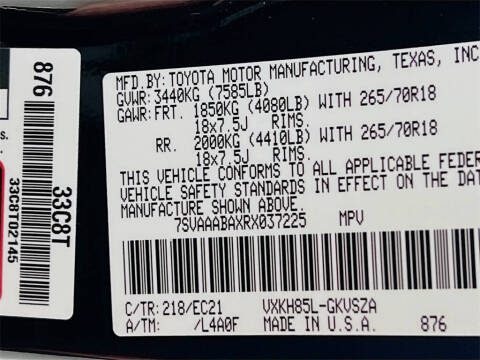 MFD.BY:TOYOTA MOTOR MANUFACTURING, TEXAS, INC
GVWR: 3440KG (7585LB)
GAWR:FRT. 1850KG (4080LB) WITH 265/70R18
18x7.5J RIMS.
RR. 2000KG (4410LB) WITH 265/70R18
18x7.5J RIMS.
THIS VEHICLE CONFORMS TO ALL APPLICABLE FEDER
VEHICLE SAFETY STANDARDS IN EFFECT ON THE DAT
MANUFACTURE SHOWN ABOVE.
7SVAAABAXRX037225 MPV
C/TR: 218/EC21 VXKH85L-GKVSZA
A/TM: /L4A0F MADE IN U.S.A. 876
876
33C8T
33C8T02145
s.